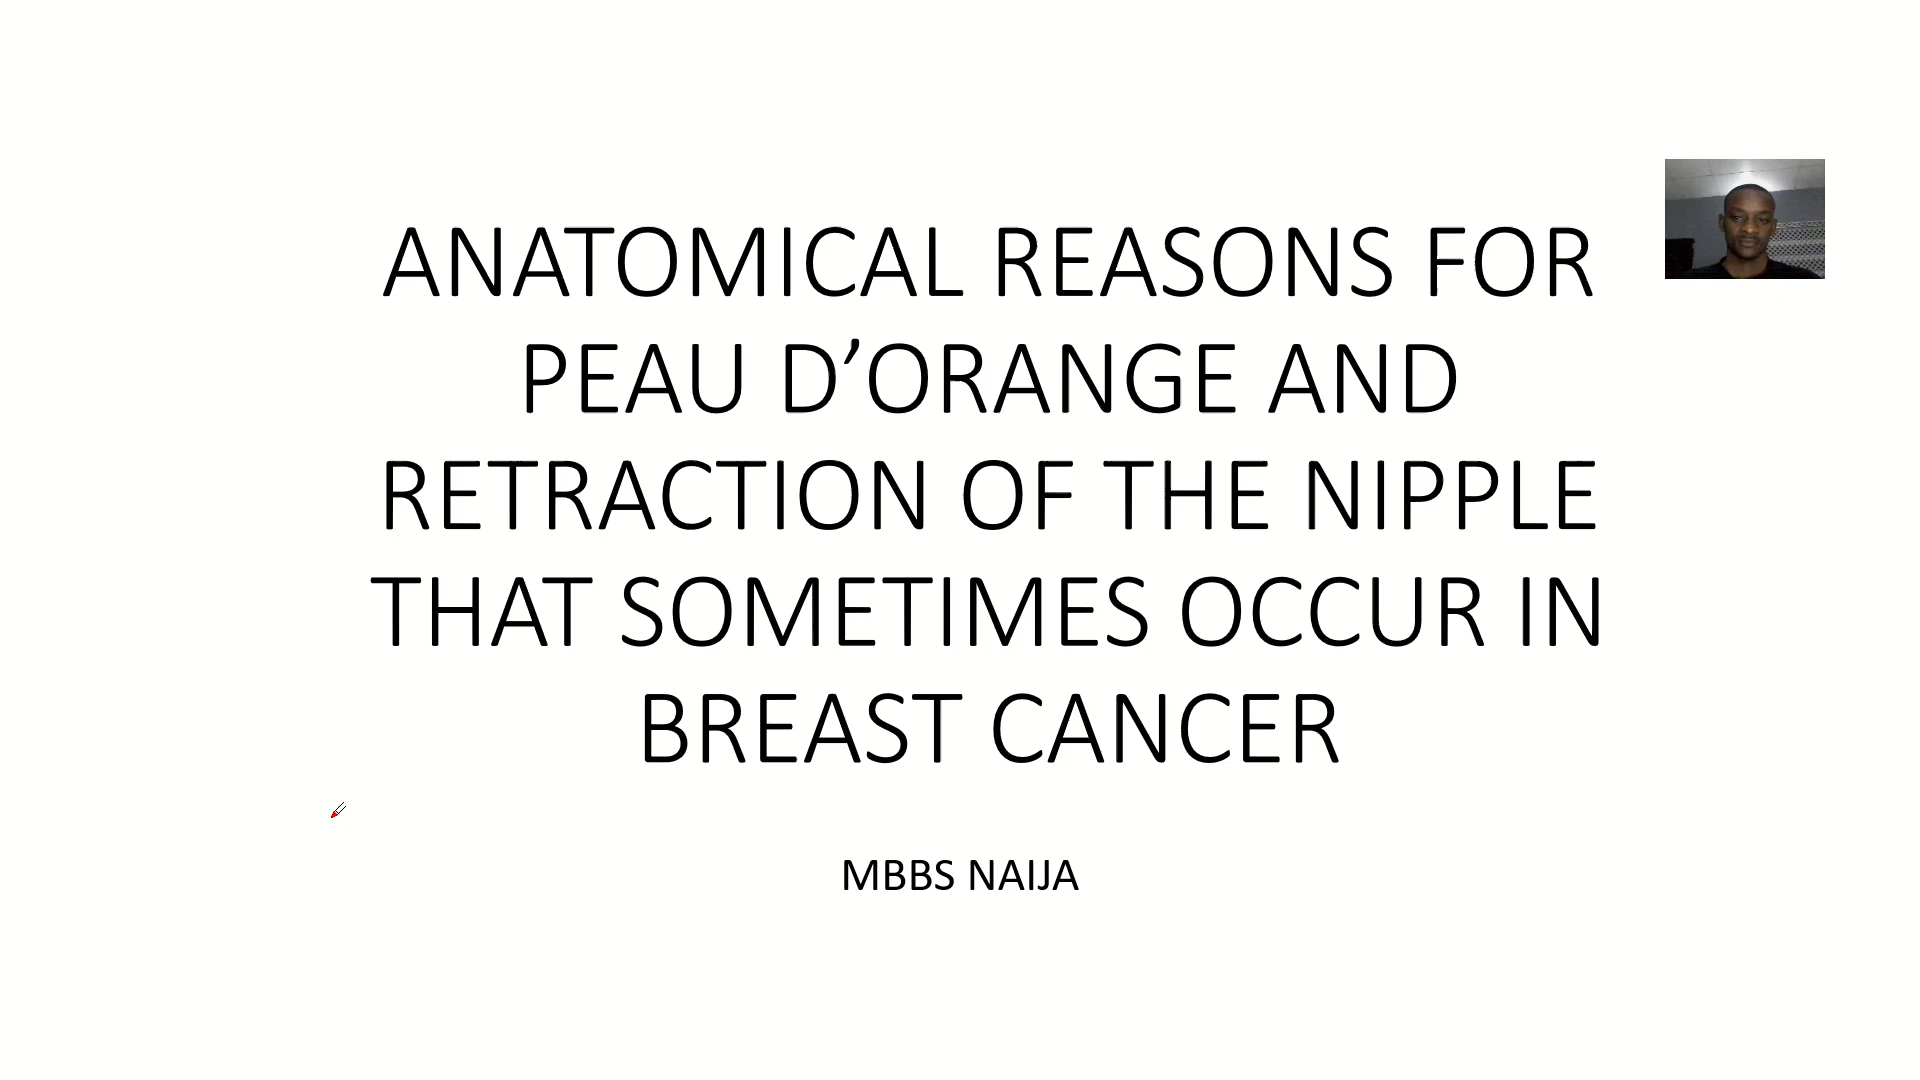 ANATOMICAL REASONS FOR
PEAU D’ORANGE AND
RETRACTION OF THE NIPPLE
THAT SOMETIMES OCCUR IN
BREAST CANCER
MBBS NAIJA